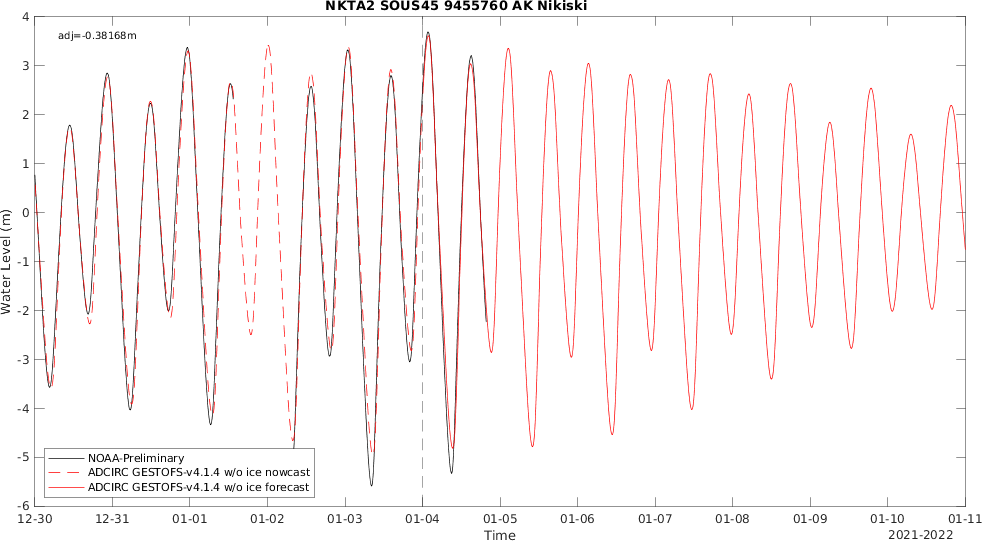 NKTA2 SOUS45 9455760 AK Nikiski
adj=-0.38168m
4
3
2
1
0
-1
-2
-3
-4
-5
-6
Water Level (m)
NOAA-Preliminary
ADCIRC GESTOFS-v4.1.4 w/o ice nowcast
ADCIRC GESTOFS-v4.1.4 w/o ice forecast
12-30 12-31 01-01 01-02 01-03 01-04 01-05 01-06 01-07 01-08 01-09 01-10 01-11
Time
2021-2022